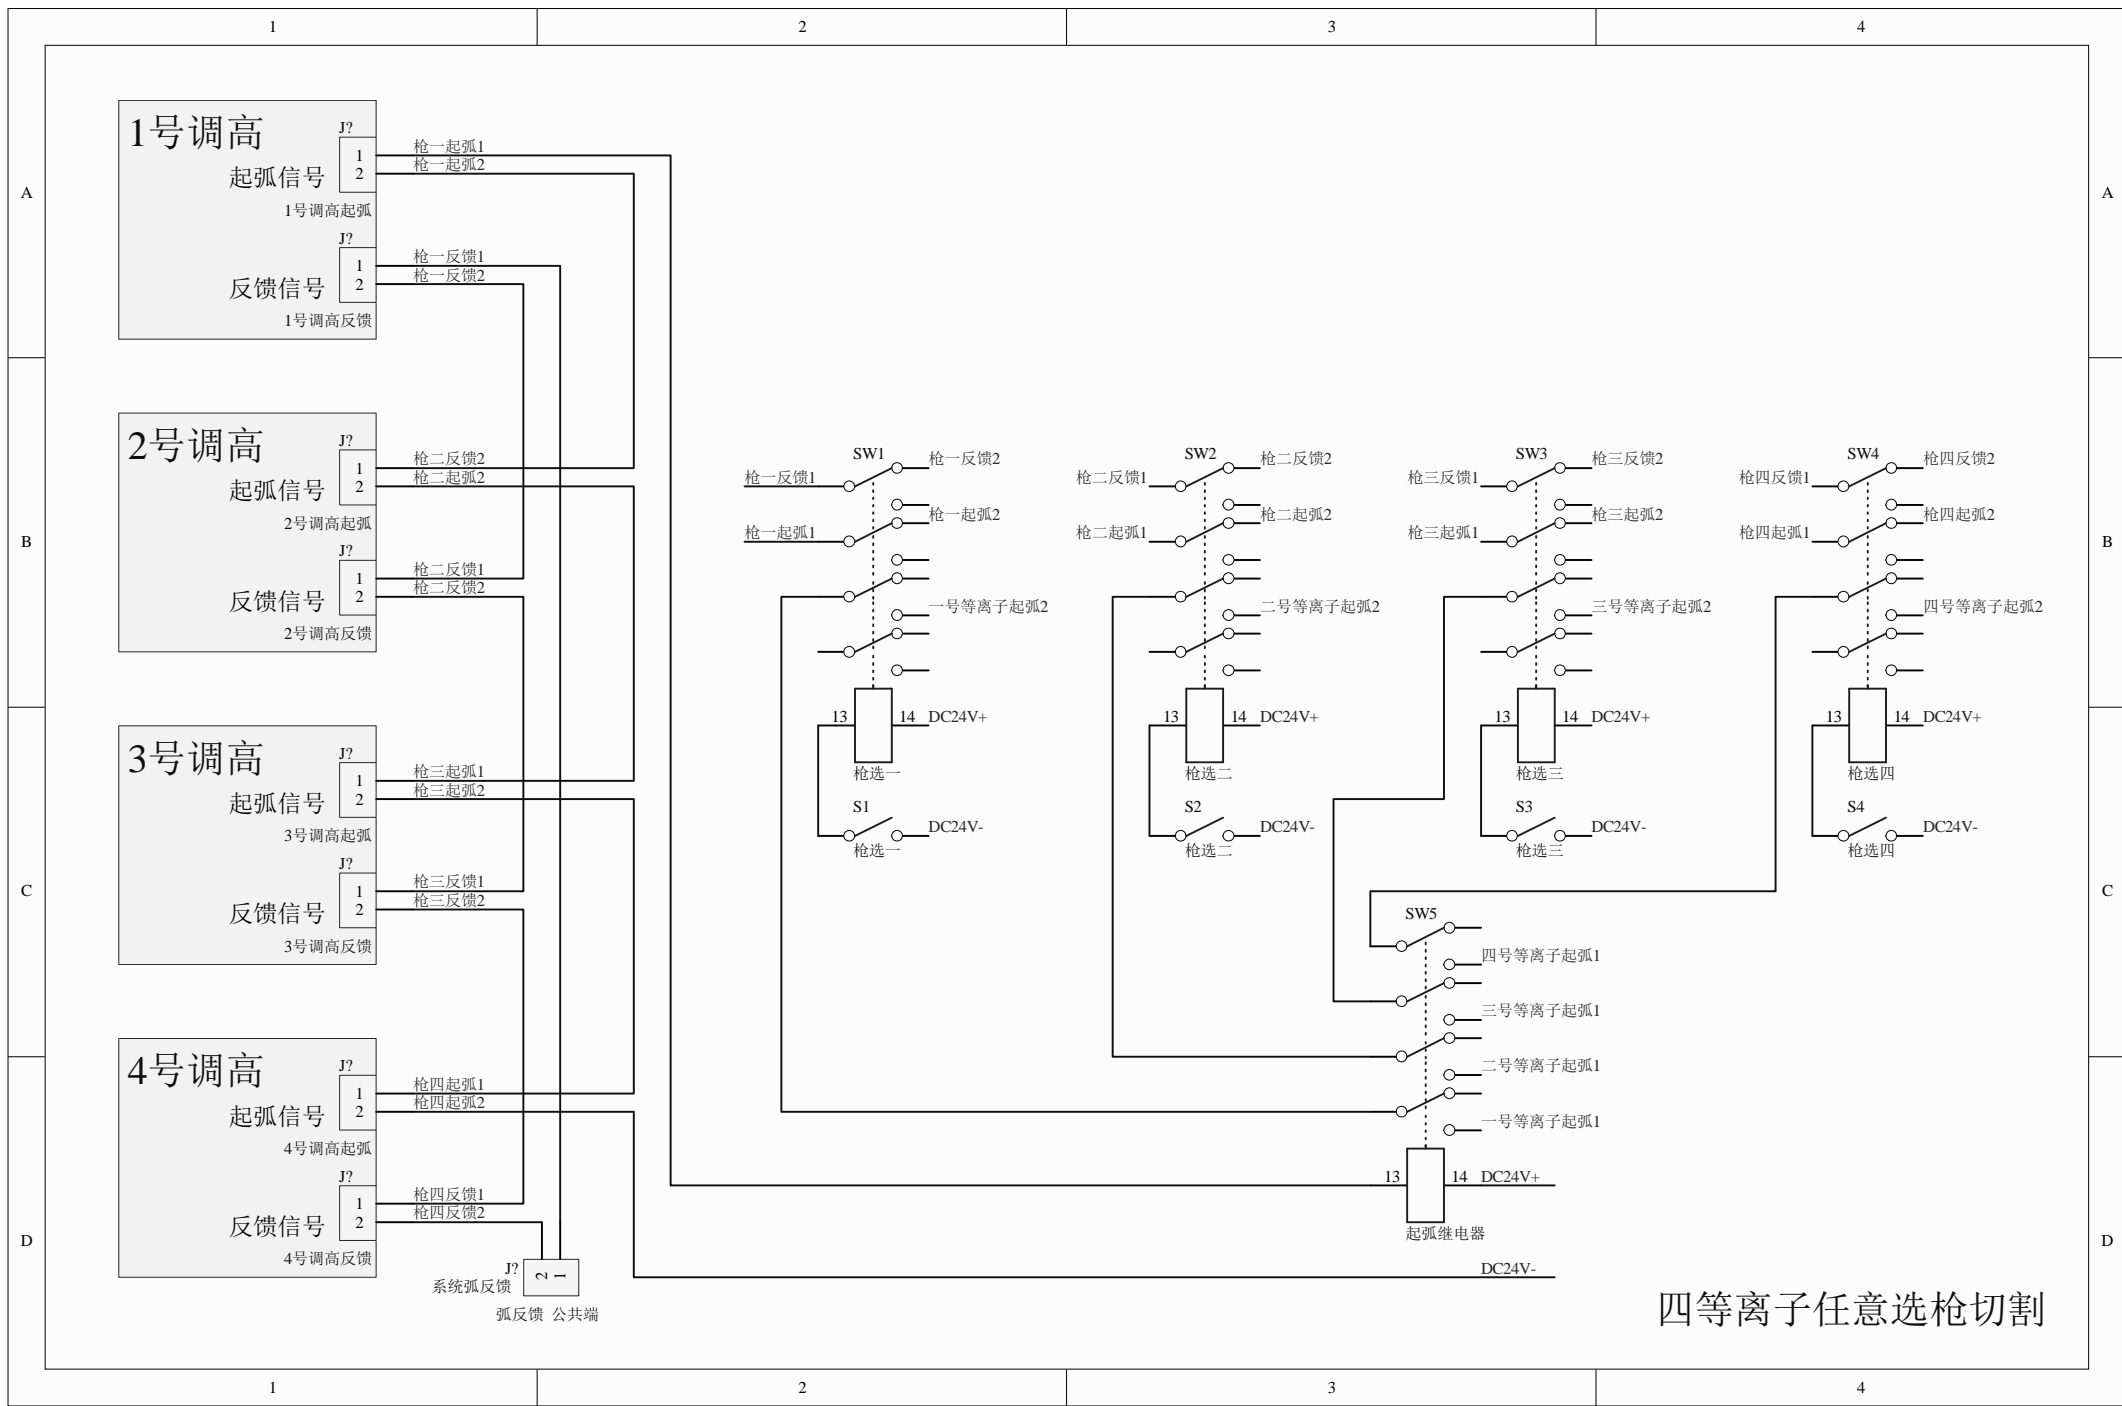 1 2 3 4
A A
B B
C C
D D
1号调高
J?
起弧信号
1
2
枪一起弧1
枪一起弧2
1号调高起弧
J?
反馈信号
1
2
枪一反馈1
枪一反馈2
1号调高反馈
2号调高
J?
起弧信号
1
2
枪二反馈2
枪二起弧2
2号调高起弧
J?
反馈信号
1
2
枪二反馈1
枪二反馈2
2号调高反馈
3号调高
J?
起弧信号
1
2
枪三起弧1
枪三起弧2
3号调高起弧
J?
反馈信号
1
2
枪三反馈1
枪三反馈2
3号调高反馈
4号调高
J?
起弧信号
1
2
枪四起弧1
枪四起弧2
4号调高起弧
J?
反馈信号
1
2
枪四反馈1
枪四反馈2
4号调高反馈
J?
系统弧反馈
2 1
弧反馈 公共端
SW1
枪一反馈1
枪一反馈2
枪一起弧1
枪一起弧2
一号等离子起弧2
13 14 DC24V+
枪选一
S1
DC24V-
枪选一
SW2
枪二反馈1
枪二反馈2
枪二起弧1
枪二起弧2
二号等离子起弧2
13 14 DC24V+
枪选二
S2
DC24V-
枪选二
SW3
枪三反馈1
枪三反馈2
枪三起弧1
枪三起弧2
三号等离子起弧2
13 14 DC24V+
枪选三
S3
DC24V-
枪选三
SW4
枪四反馈1
枪四反馈2
枪四起弧1
枪四起弧2
四号等离子起弧2
13 14 DC24V+
枪选四
S4
DC24V-
枪选四
SW5
四号等离子起弧1
三号等离子起弧1
二号等离子起弧1
一号等离子起弧1
13 14 DC24V+
起弧继电器
DC24V-
四等离子任意选枪切割
1 2 3 4